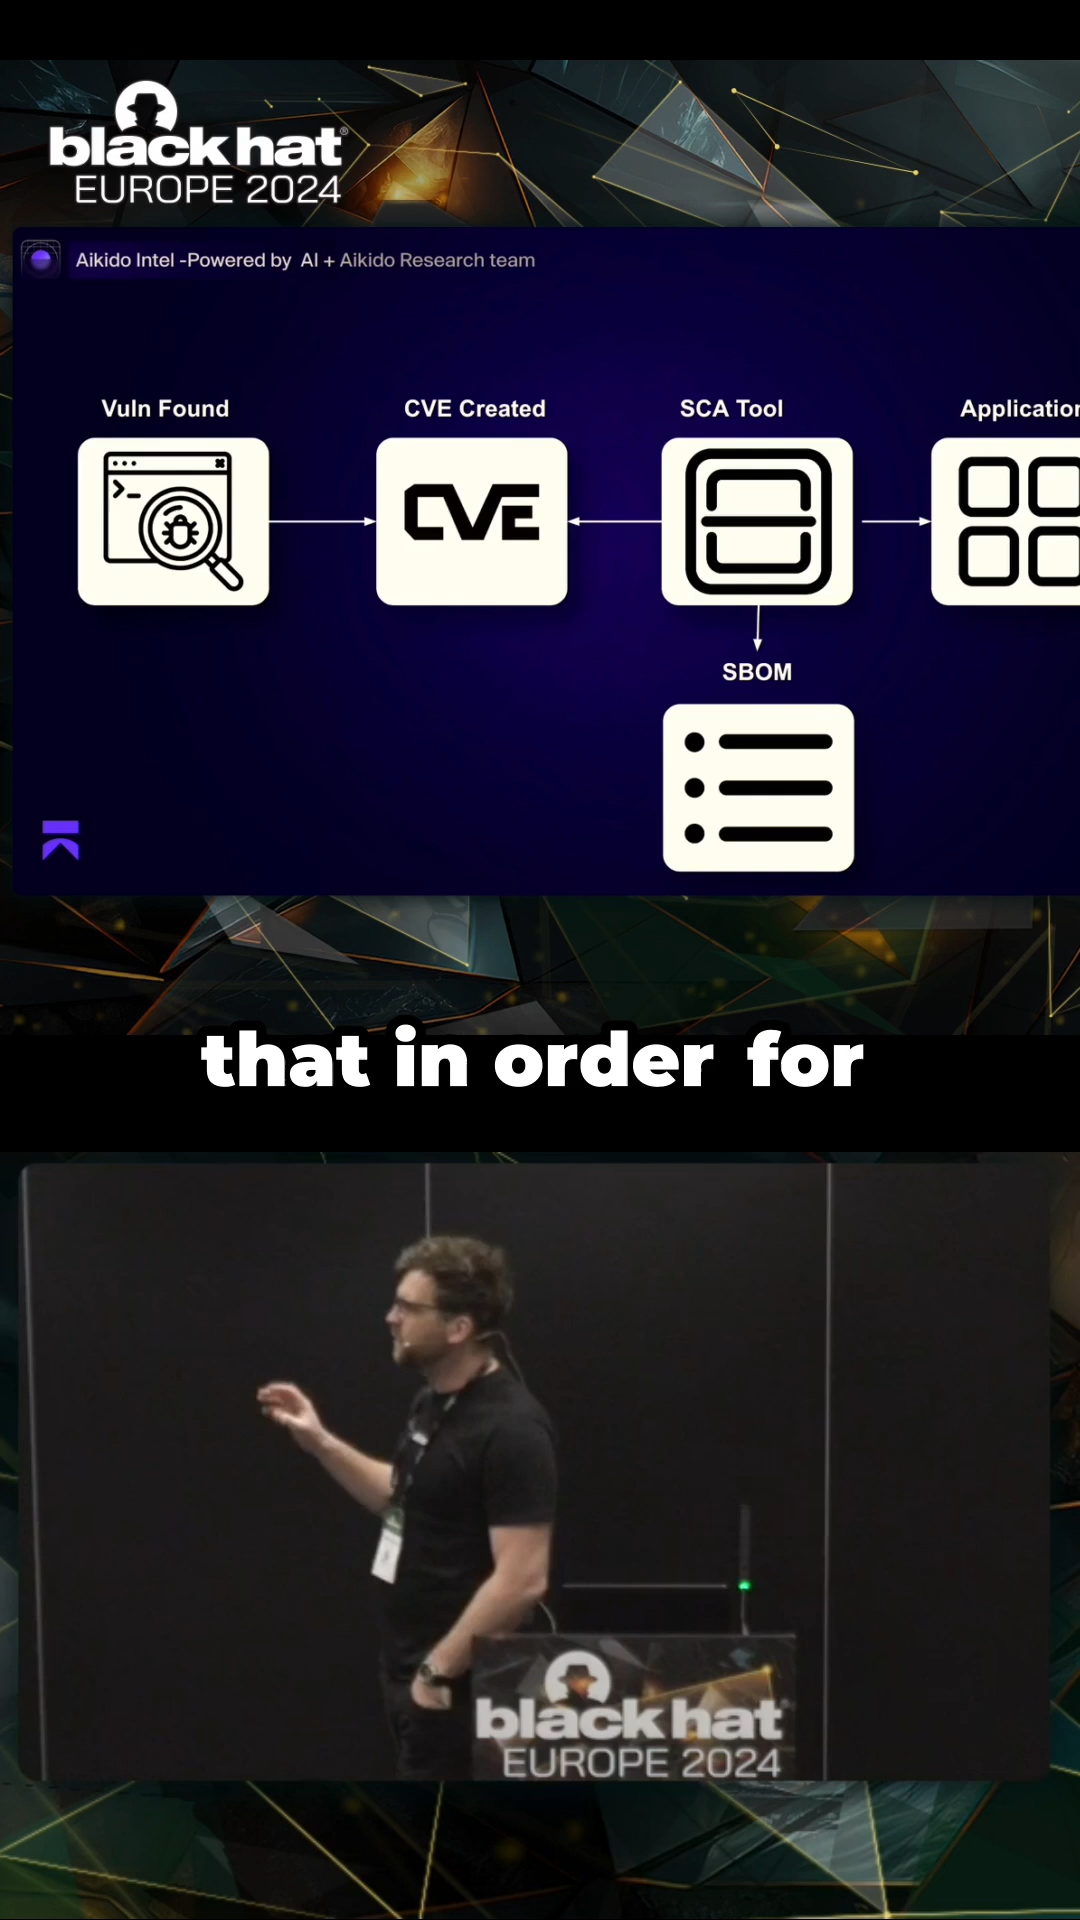 black hat®
EUROPE 2024
Aikido Intel -Powered by AI + Aikido Research team
Vuln Found
CVE Created
SCA Tool
Application
CVE
SBOM
that in order for
black hat
EUROPE 2024